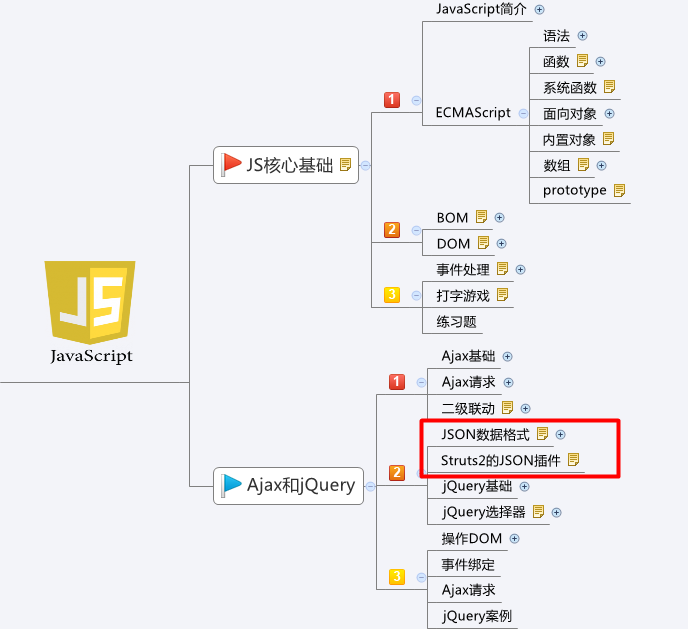 JavaScript简介
语法
函数
系统函数
1
ECMAScript
面向对象
内置对象
JS核心基础
数组
prototype
2
BOM
DOM
事件处理
3
打字游戏
练习题
JS
JavaScript
Ajax基础
1
Ajax请求
二级联动
JSON数据格式
Struts2的JSON插件
2
Ajax和jQuery
jQuery基础
jQuery选择器
操作DOM
事件绑定
3
Ajax请求
jQuery案例